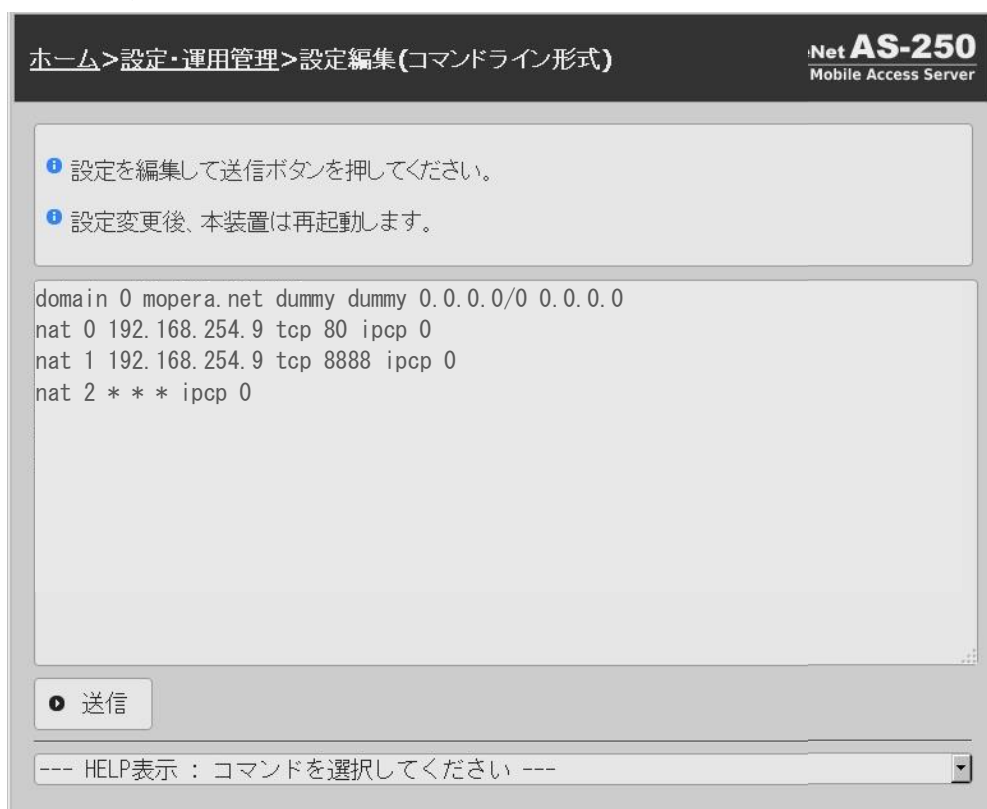 ホーム>設定・運用管理>設定編集(コマンドライン形式)
Net AS-250
Mobile Access Server
設定を編集して送信ボタンを押してください。
設定変更後、本装置は再起動します。
domain 0 mopera.net dummy dummy 0.0.0.0/0 0.0.0.0
nat 0 192.168.254.9 tcp 80 ipcp 0
nat 1 192.168.254.9 tcp 8888 ipcp 0
nat 2 * * * ipcp 0
送信
--- HELP表示 : コマンドを選択してください ---